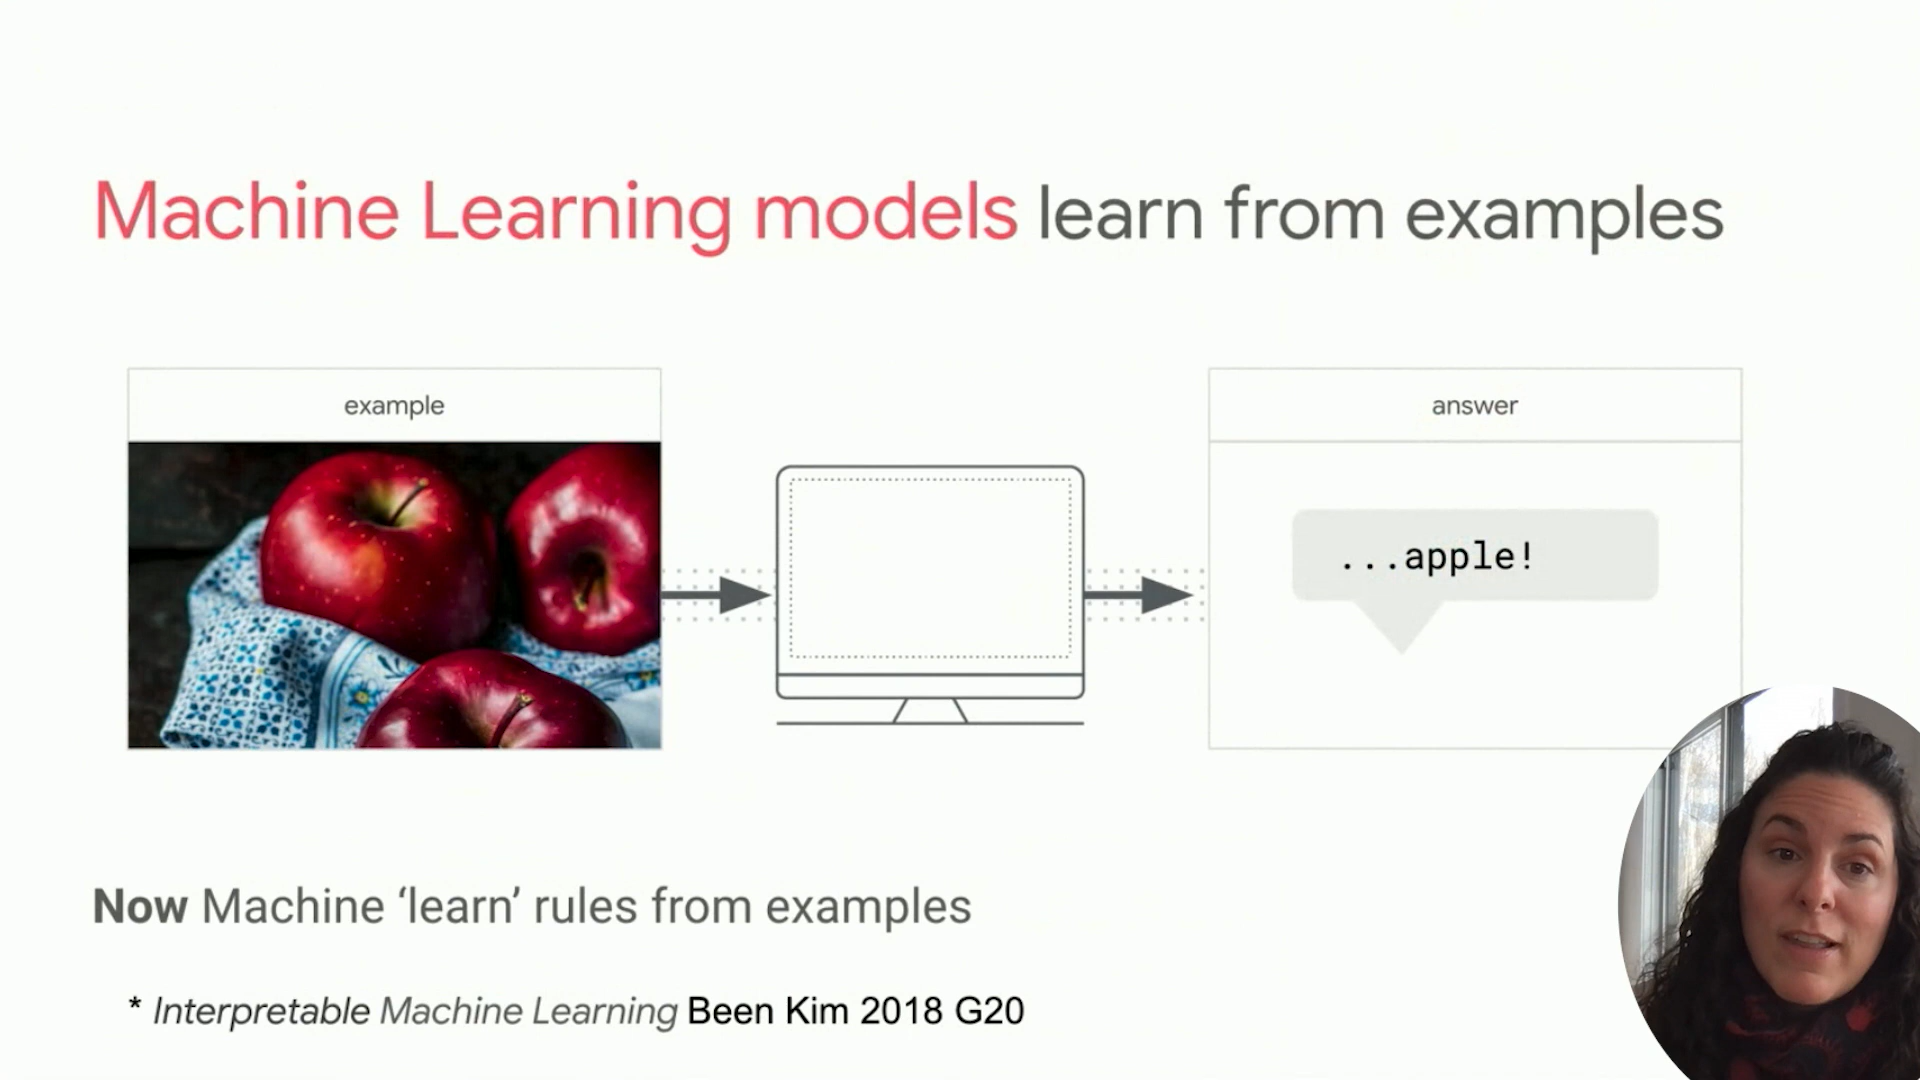 Machine Learning models learn from examples
example
answer
...apple!
Now Machine ‘learn’ rules from examples
* Interpretable Machine Learning Been Kim 2018 G20